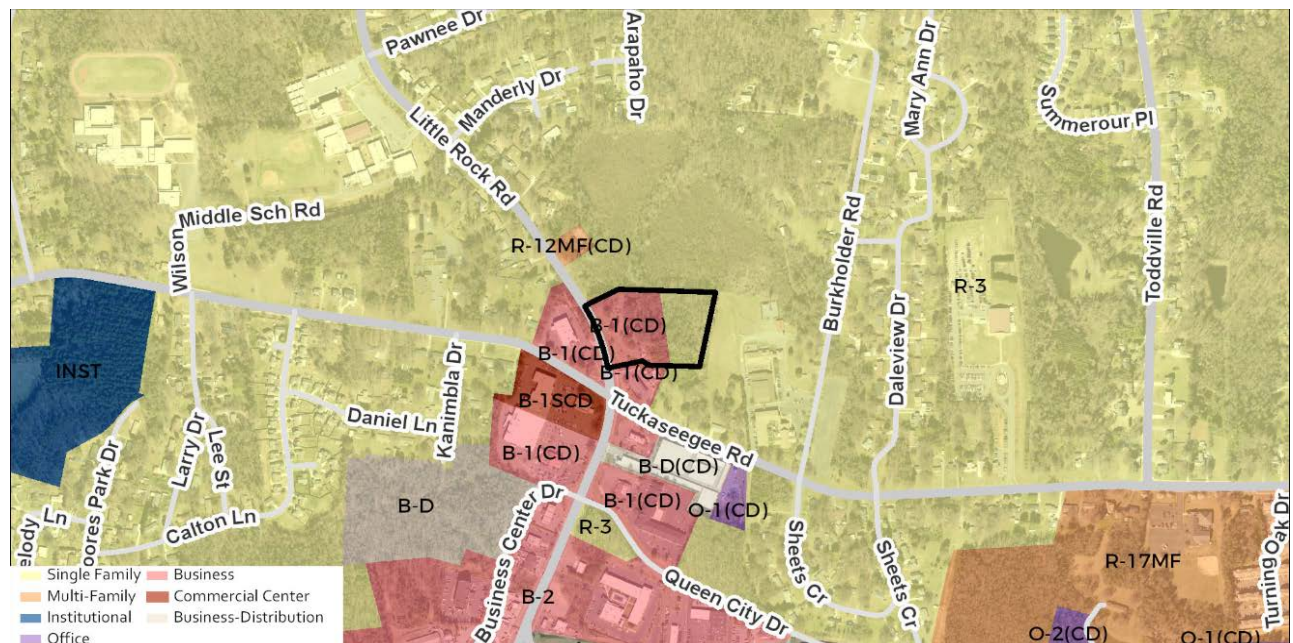 Pawnee Dr
Arapaho Dr
Mary Ann Dr
Manderly Dr
Little Rock Rd
Summerour Pl
Middle Sch Rd
Wilson
R-12MF(CD)
Burkholder Rd
Toddville Rd
R-3
Daleview Dr
B-1(CD)
B-1(CD)
B-1(CD)
INST
Kanimbla Dr
B-1SCD
Tuckaseegee Rd
Daniel Ln
Larry Dr
Lee St
B-1(CD)
B-D(CD)
oores Park Dr
B-D
B-1(CD)
O-1(CD)
Business Center Dr
R-3
elody Ln
Calton Ln
Sheets Cr
Sheets Cr
R-17MF
Turning Oak Dr
Queen City Dr
B-2
O-2(CD)
O-1(CD)
Single Family
Business
Multi-Family
Commercial Center
Institutional
Business-Distribution
Office